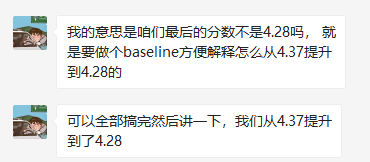 我的意思是咱们最后的分数不是4.28吗, 就
是要做个baseline方便解释怎么从4.37提升
到4.28的
可以全部搞完然后讲一下，我们从4.37提升
到了4.28